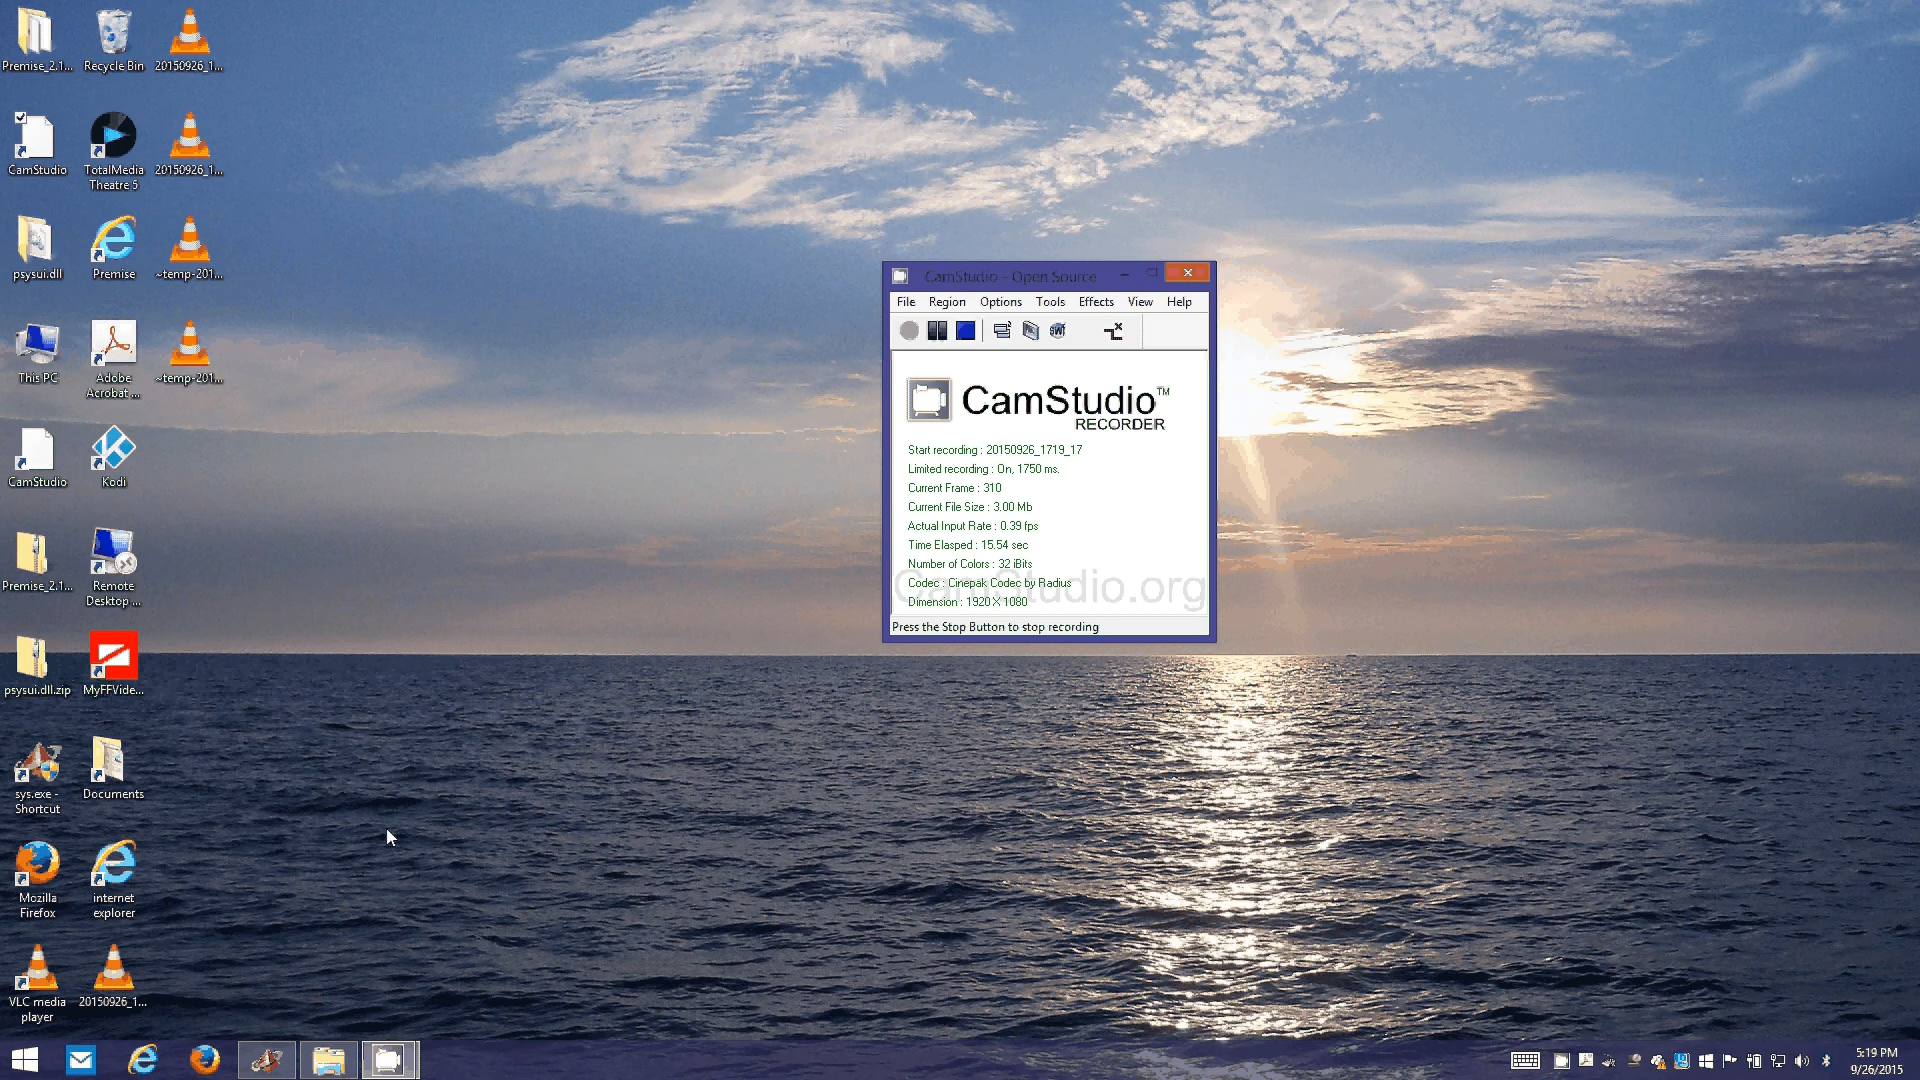 Premise_2.1...
Recycle Bin
20150926_1...
CamStudio
TotalMedia
Theatre 5
20150926_1...
psysui.dll
Premise
~temp-201...
This PC
Adobe
Acrobat ...
~temp-201...
CamStudio
Kodi
Premise_2.1...
Remote
Desktop ...
psysui.dll.zip
MyFFVide...
sys.exe -
Shortcut
Documents
Mozilla
Firefox
internet
explorer
VLC media
player
20150926_1...
CamStudio - Open Source
File Region Options Tools Effects View Help
SWF
CamStudio™
RECORDER
Start recording : 20150926_1719_17
Limited recording : On, 1750 ms.
Current Frame : 310
Current File Size : 3.00 Mb
Actual Input Rate : 0.39 fps
Time Elasped : 15.54 sec
Number of Colors : 32 iBits
Codec : Cinepak Codec by Radius
Dimension : 1920 X 1080
CamStudio.org
Press the Stop Button to stop recording
5:19 PM
9/26/2015